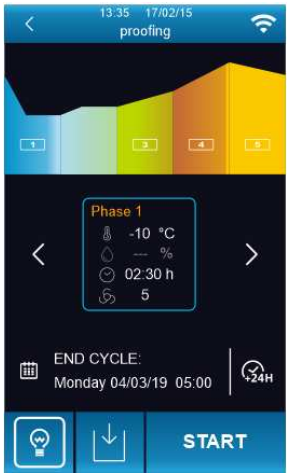 13:35 17/02/15
proofing
1 3 4 5
Phase 1
-10 °C
--- %
02:30 h
5
END CYCLE:
Monday 04/03/19 05:00
+24H
START